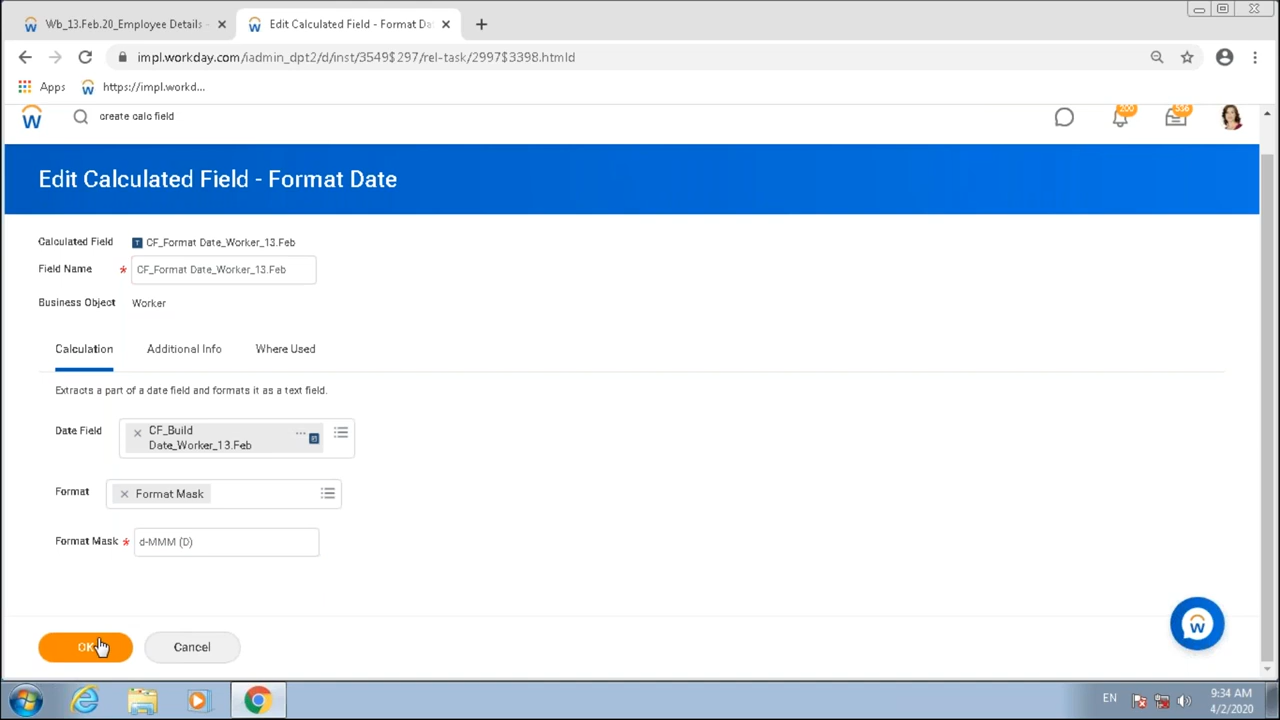 Wb_13.Feb.20_Employee Details -
Edit Calculated Field - Format Da
impl.workday.com/iadmin_dpt2/d/inst/3549$297/rel-task/2997$3398.htmld
Apps
https://impl.workd...
create calc field
200
556
Edit Calculated Field - Format Date
Calculated Field
CF_Format Date_Worker_13.Feb
Field Name *
CF_Format Date_Worker_13.Feb
Business Object
Worker
Calculation
Additional Info
Where Used
Extracts a part of a date field and formats it as a text field.
Date Field
CF_Build
Date_Worker_13.Feb
Format
Format Mask
Format Mask *
d-MMM (D)
OK
Cancel
EN
9:34 AM
4/2/2020